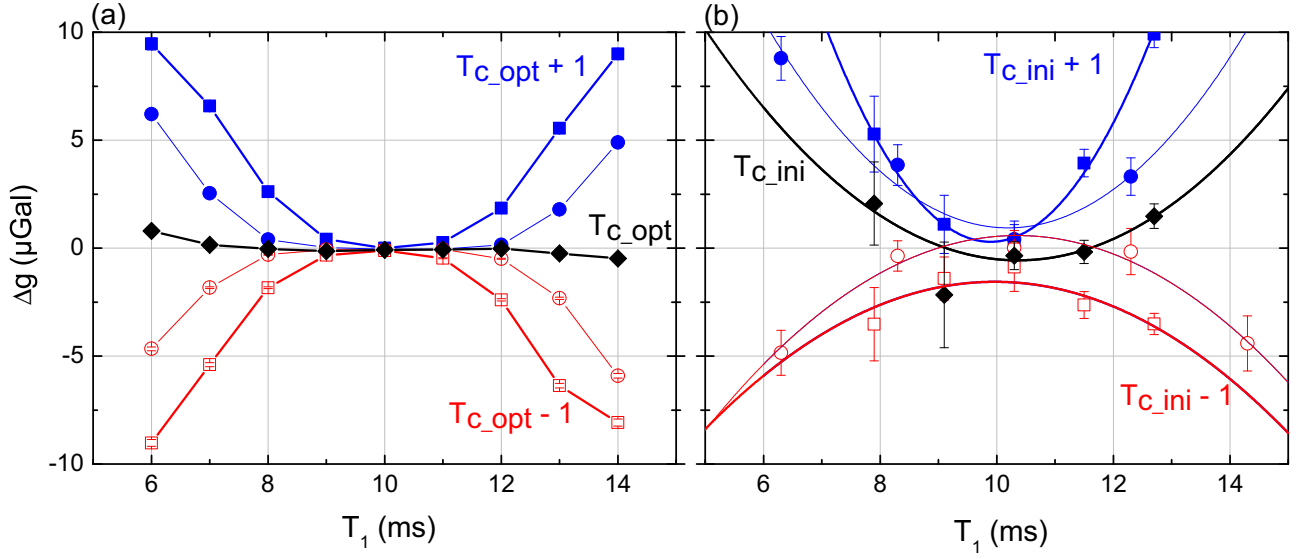 (a)
(b)
10
5
0
-5
-10
Δg (µGal)
T_C_opt + 1
T_C_opt
T_C_opt - 1
T_C_ini + 1
T_C_ini
T_C_ini - 1
6 8 10 12 14
6 8 10 12 14
T_1 (ms)
T_1 (ms)